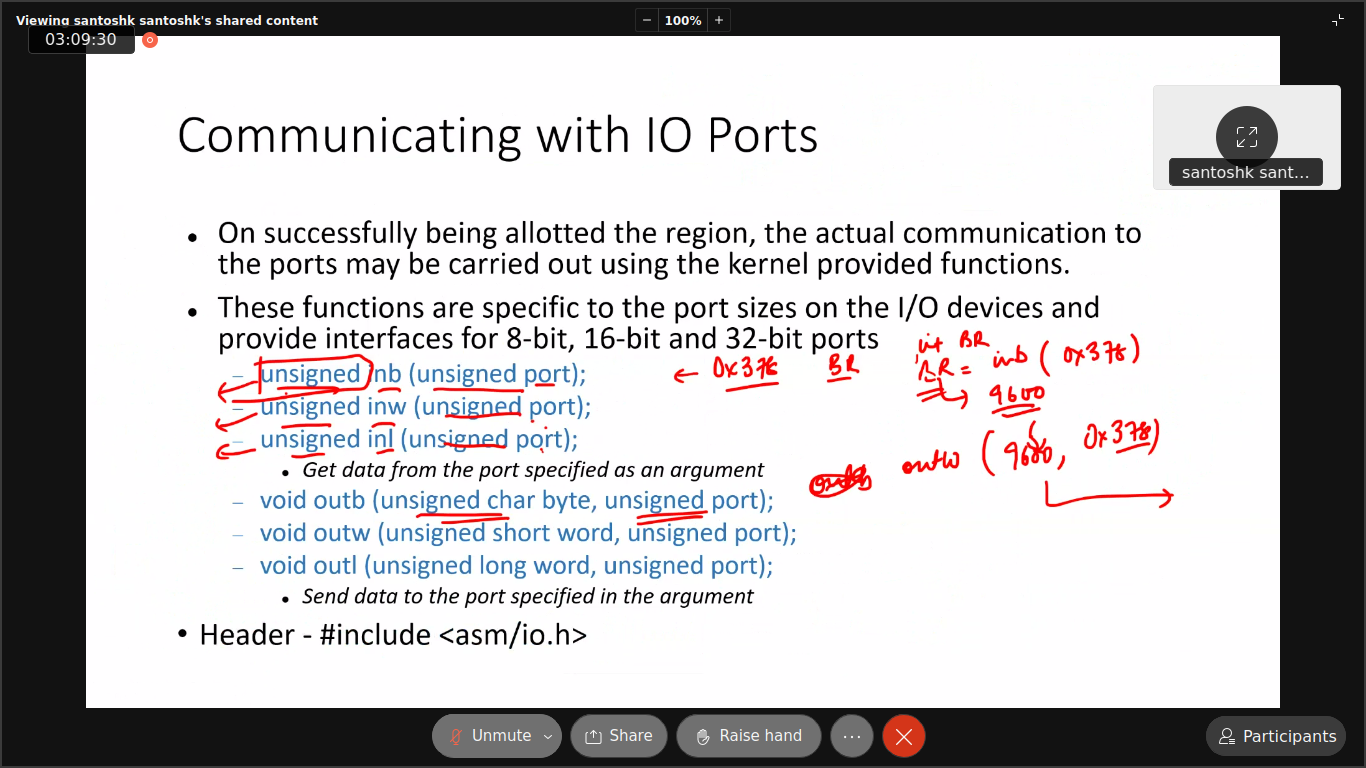 Viewing santoshk santoshk's shared content
− 100% +
03:09:30
santoshk sant...
Communicating with IO Ports
• On successfully being allotted the region, the actual communication to
the ports may be carried out using the kernel provided functions.
• These functions are specific to the port sizes on the I/O devices and
provide interfaces for 8-bit, 16-bit and 32-bit ports
int BR
– unsigned inb (unsigned port);
← 0x378 BR
BR = inb ( 0x378 )
9600
– unsigned inw (unsigned port);
– unsigned inl (unsigned port);
outw ( 9600, 0x378 )
• Get data from the port specified as an argument
– void outb (unsigned char byte, unsigned port);
– void outw (unsigned short word, unsigned port);
– void outl (unsigned long word, unsigned port);
• Send data to the port specified in the argument
• Header - #include <asm/io.h>
Unmute
Share
Raise hand
...
Participants